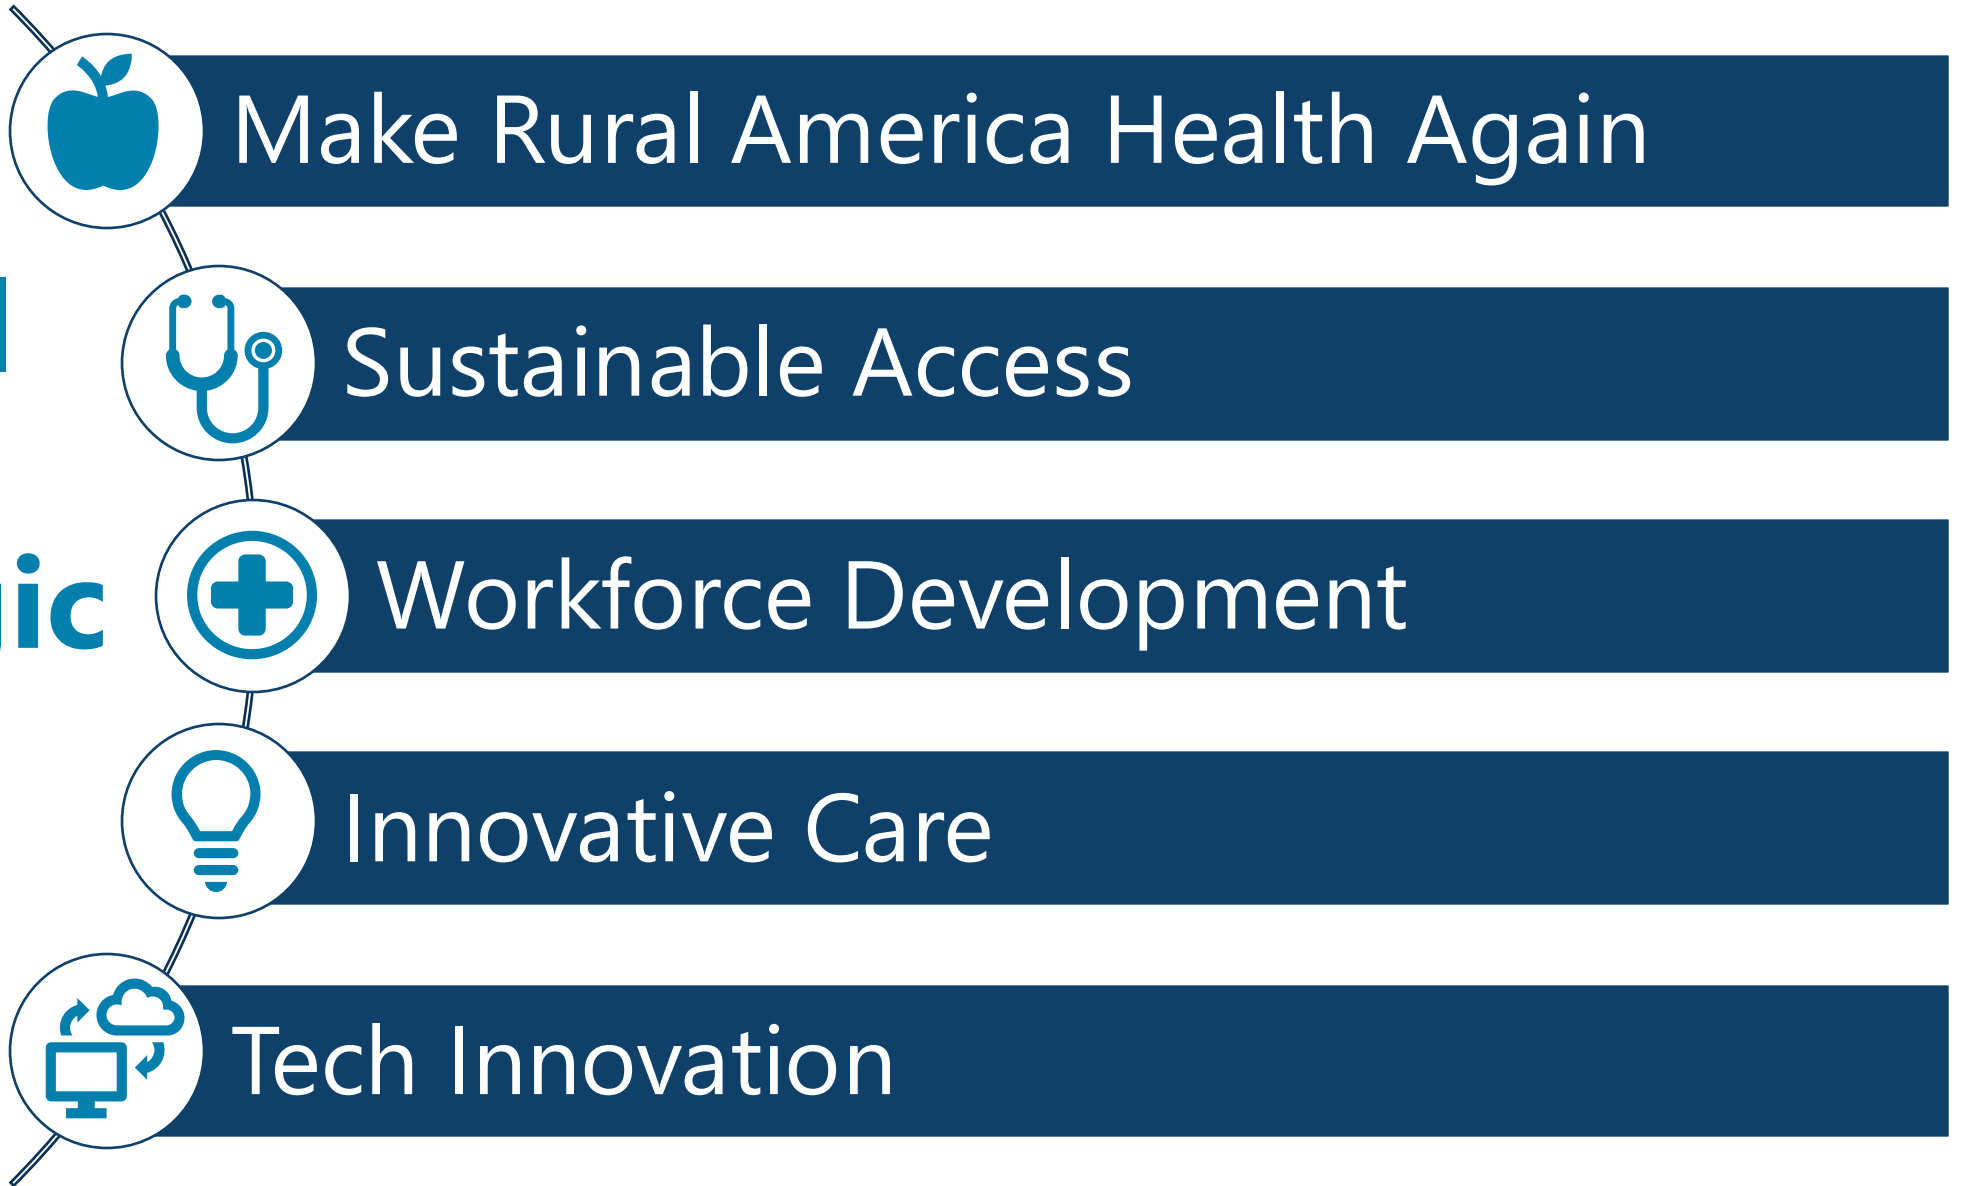 Make Rural America Health Again
Sustainable Access
Workforce Development
Innovative Care
Tech Innovation